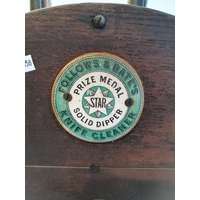 FOLLOWS & BATE'S
PRIZE MEDAL
STAR
SOLID DIPPER
KNIFE CLEANER